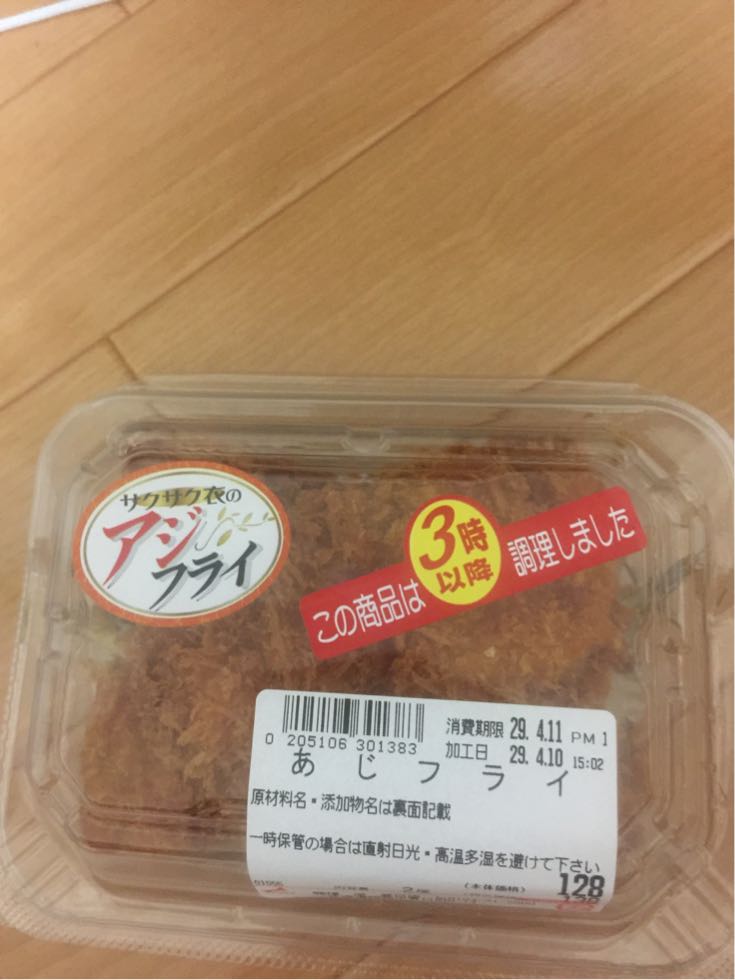 サクサク衣の
アジ
フライ
この商品は3時以降調理しました
消費期限 29. 4.11 PM 1
0 205106 301383 加工日 29. 4.10 15:02
あじフライ
原材料名・添加物名は裏面記載
一時保管の場合は直射日光・高温多湿を避けて下さい
(本体価格) 128